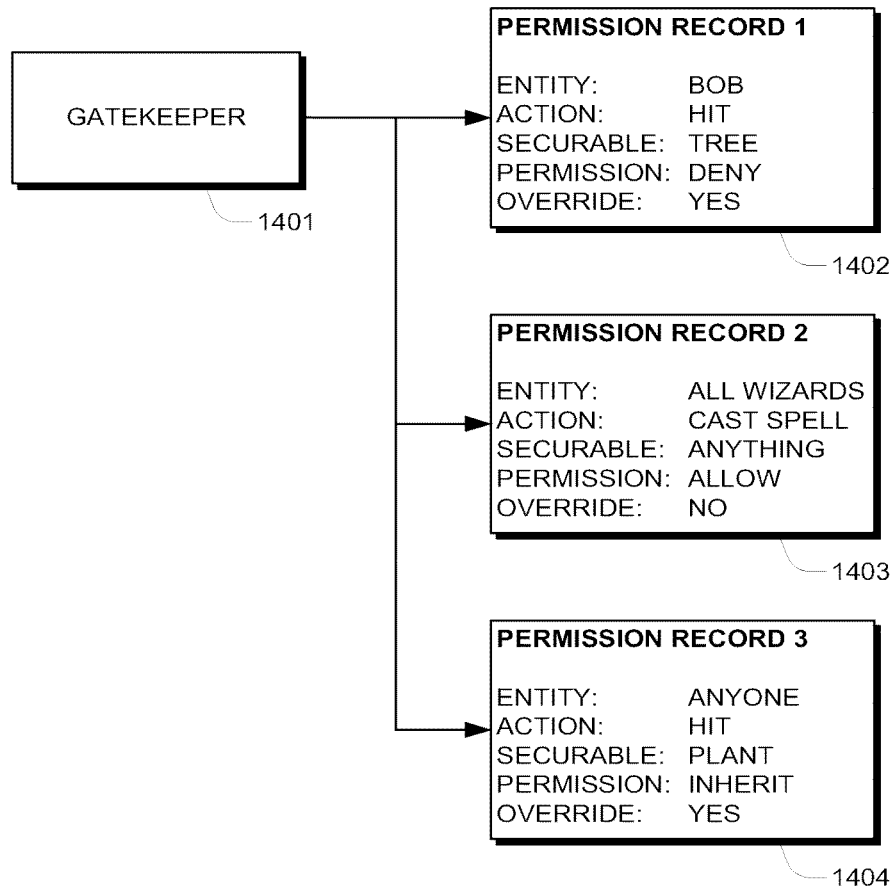 GATEKEEPER
1401
PERMISSION RECORD 1
ENTITY: BOB
ACTION: HIT
SECURABLE: TREE
PERMISSION: DENY
OVERRIDE: YES
1402
PERMISSION RECORD 2
ENTITY: ALL WIZARDS
ACTION: CAST SPELL
SECURABLE: ANYTHING
PERMISSION: ALLOW
OVERRIDE: NO
1403
PERMISSION RECORD 3
ENTITY: ANYONE
ACTION: HIT
SECURABLE: PLANT
PERMISSION: INHERIT
OVERRIDE: YES
1404